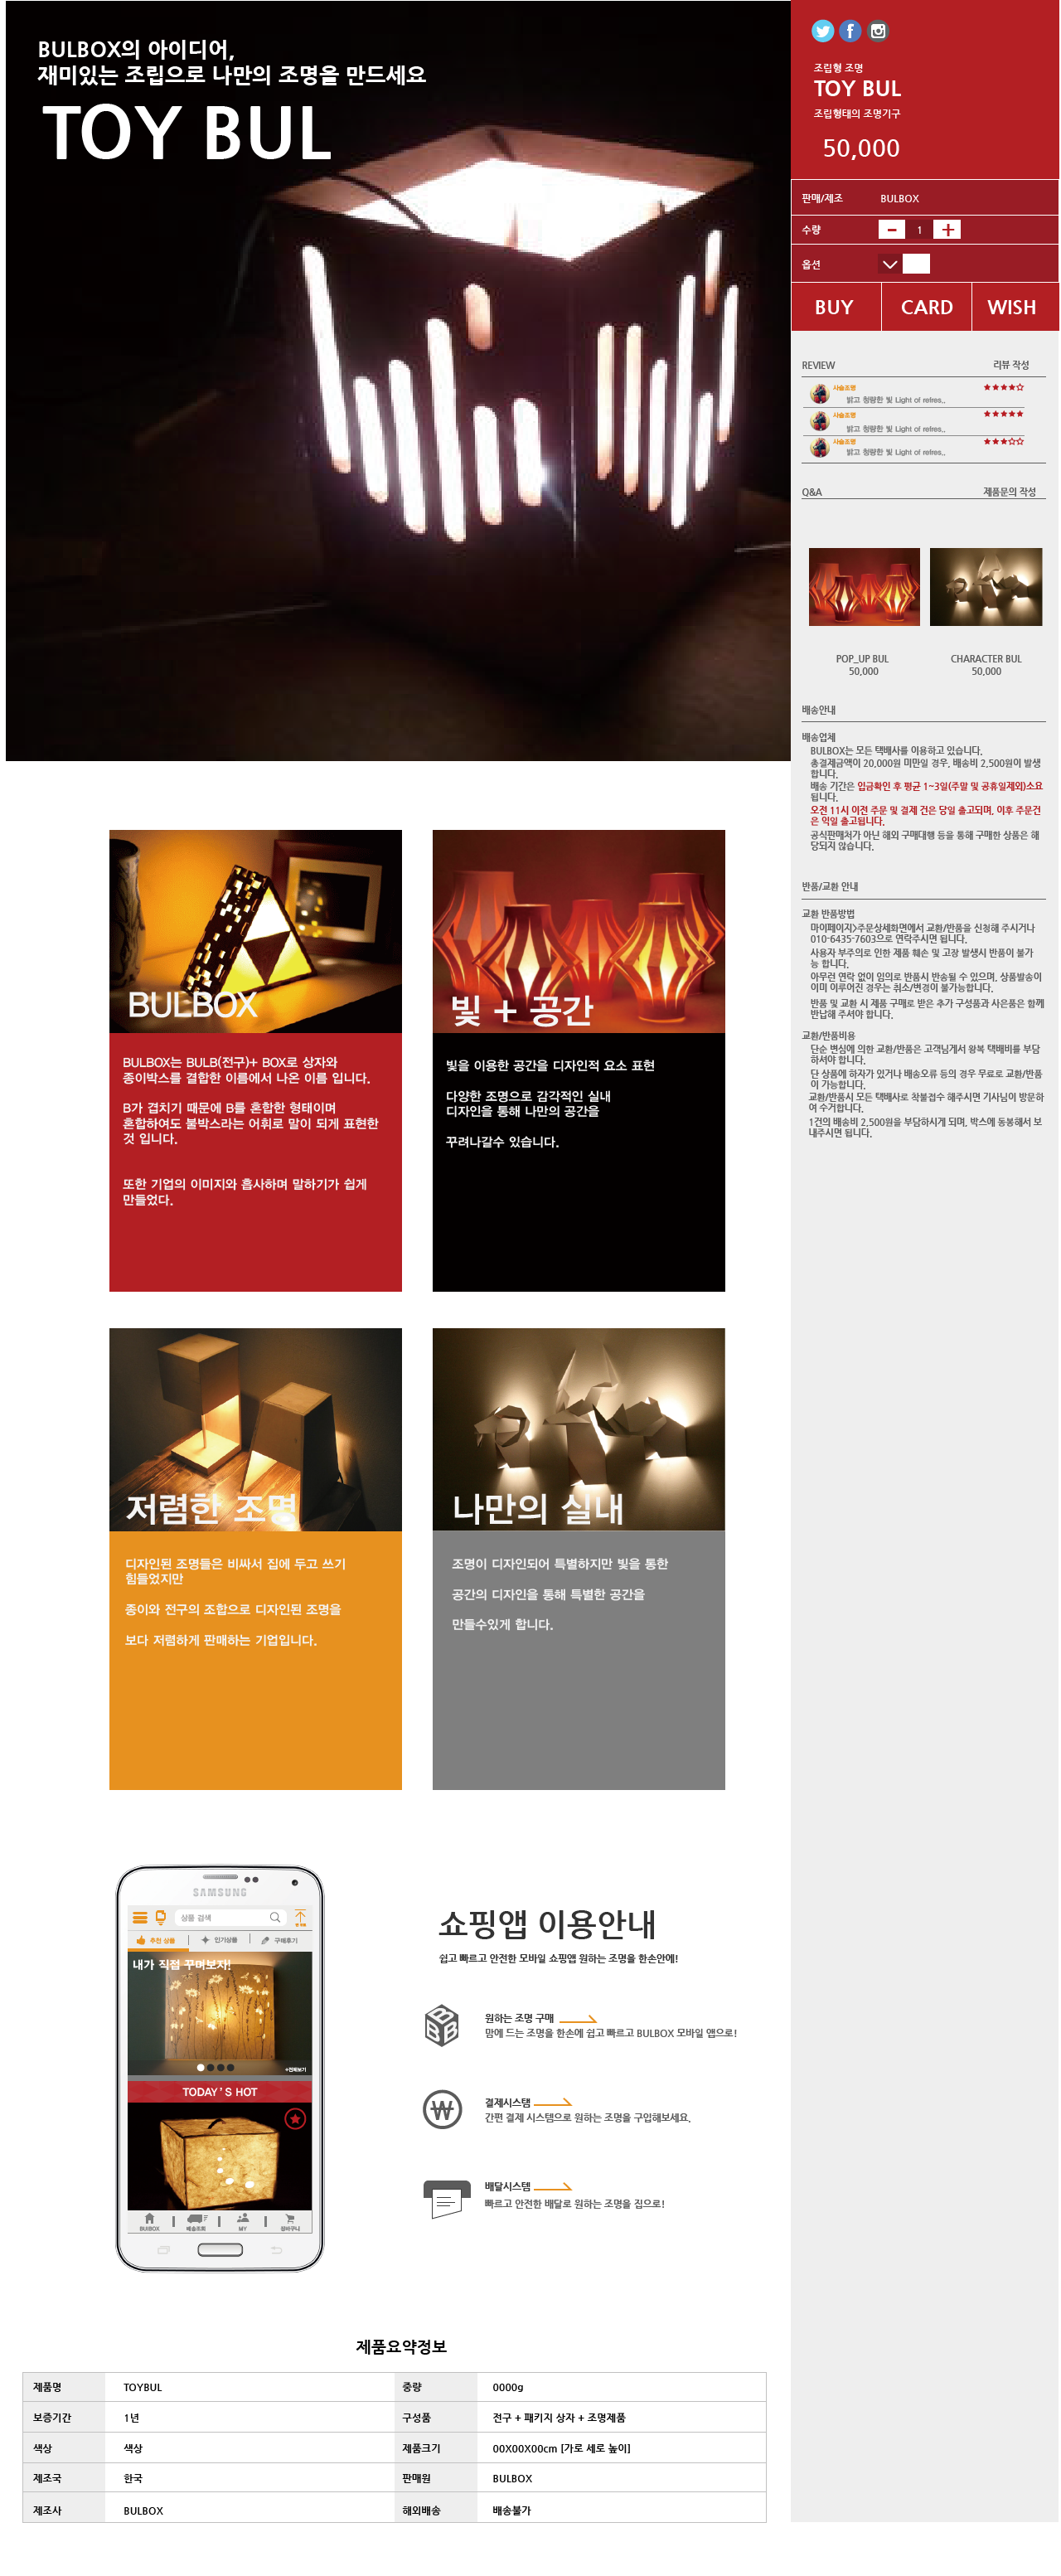 BULBOX의 아이디어,
재미있는 조립으로 나만의 조명을 만드세요
TOY BUL
조립형 조명
TOY BUL
조립형태의 조명기구
50,000
판매/제조 BULBOX
수량 - 1 +
옵션
BUY CARD WISH
REVIEW 리뷰 작성
사슴조명
밝고 청량한 빛 Light of refres..
사슴조명
밝고 청량한 빛 Light of refres..
사슴조명
밝고 청량한 빛 Light of refres..
Q&A 제품문의 작성
POP_UP BUL
50,000
CHARACTER BUL
50,000
배송안내
배송업체
BULBOX는 모든 택배사를 이용하고 있습니다.
총결제금액이 20,000원 미만일 경우, 배송비 2,500원이 발생
합니다.
배송 기간은 입금확인 후 평균 1~3일(주말 및 공휴일제외)소요
됩니다.
오전 11시 이전 주문 및 결제 건은 당일 출고되며, 이후 주문건
은 익일 출고됩니다.
공식판매처가 아닌 해외 구매대행 등을 통해 구매한 상품은 해
당되지 않습니다.
반품/교환 안내
교환 반품방법
마이페이지>주문상세화면에서 교환/반품을 신청해 주시거나
010-6435-7603으로 연락주시면 됩니다.
사용자 부주의로 인한 제품 훼손 및 고장 발생시 반품이 불가
능 합니다.
아무런 연락 없이 임의로 반품시 반송될 수 있으며, 상품발송이
이미 이루어진 경우는 취소/변경이 불가능합니다.
반품 및 교환 시 제품 구매로 받은 추가 구성품과 사은품은 함께
반납해 주셔야 합니다.
교환/반품비용
단순 변심에 의한 교환/반품은 고객님게서 왕복 택배비를 부담
하셔야 합니다.
단 상품에 하자가 있거나 배송오류 등의 경우 무료로 교환/반품
이 가능합니다.
교환/반품시 모든 택배사로 착불접수 해주시면 기사님이 방문하
여 수거합니다.
1건의 배송비 2,500원을 부담하시게 되며, 박스에 동봉해서 보
내주시면 됩니다.
BULBOX
BULBOX는 BULB(전구)+ BOX로 상자와
종이박스를 결합한 이름에서 나온 이름 입니다.
B가 겹치기 때문에 B를 혼합한 형태이며
혼합하여도 불박스라는 어휘로 말이 되게 표현한
것 입니다.
또한 기업의 이미지와 흡사하며 말하기가 쉽게
만들었다.
빛 + 공간
빛을 이용한 공간을 디자인적 요소 표현
다양한 조명으로 감각적인 실내
디자인을 통해 나만의 공간을
꾸려나갈수 있습니다.
저렴한 조명
디자인된 조명들은 비싸서 집에 두고 쓰기
힘들었지만
종이와 전구의 조합으로 디자인된 조명을
보다 저렴하게 판매하는 기업입니다.
나만의 실내
조명이 디자인되어 특별하지만 빛을 통한
공간의 디자인을 통해 특별한 공간을
만들수있게 합니다.
SAMSUNG
상품 검색
추천 상품 인기상품 구매후기
내가 직접 꾸며보자!
+전체보기
TODAY'S HOT
BUlBOX 배송조회 MY 장바구니
쇼핑앱 이용안내
쉽고 빠르고 안전한 모바일 쇼핑앱 원하는 조명을 한손안에!
BBB
원하는 조명 구매
맘에 드는 조명을 한손에 쉽고 빠르고 BULBOX 모바일 앱으로!
₩
결제시스템
간편 결제 시스템으로 원하는 조명을 구입해보세요.
배달시스템
빠르고 안전한 배달로 원하는 조명을 집으로!
제품요약정보
제품명 TOYBUL 중량 0000g
보증기간 1년 구성품 전구 + 패키지 상자 + 조명제품
색상 색상 제품크기 00X00X00cm [가로 세로 높이]
제조국 한국 판매원 BULBOX
제조사 BULBOX 해외배송 배송불가